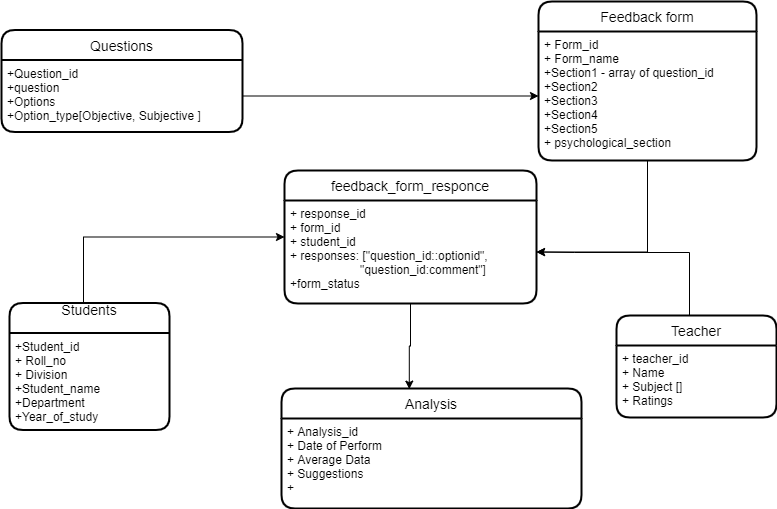 Questions
+Question_id
+question
+Options
+Option_type[Objective, Subjective ]
Feedback form
+ Form_id
+ Form_name
+Section1 - array of question_id
+Section2
+Section3
+Section4
+Section5
+ psychological_section
feedback_form_responce
+ response_id
+ form_id
+ student_id
+ responses: ["question_id::optionid",
"question_id:comment"]
+form_status
Students
+Student_id
+ Roll_no
+ Division
+Student_name
+Department
+Year_of_study
Teacher
+ teacher_id
+ Name
+ Subject []
+ Ratings
Analysis
+ Analysis_id
+ Date of Perform
+ Average Data
+ Suggestions
+